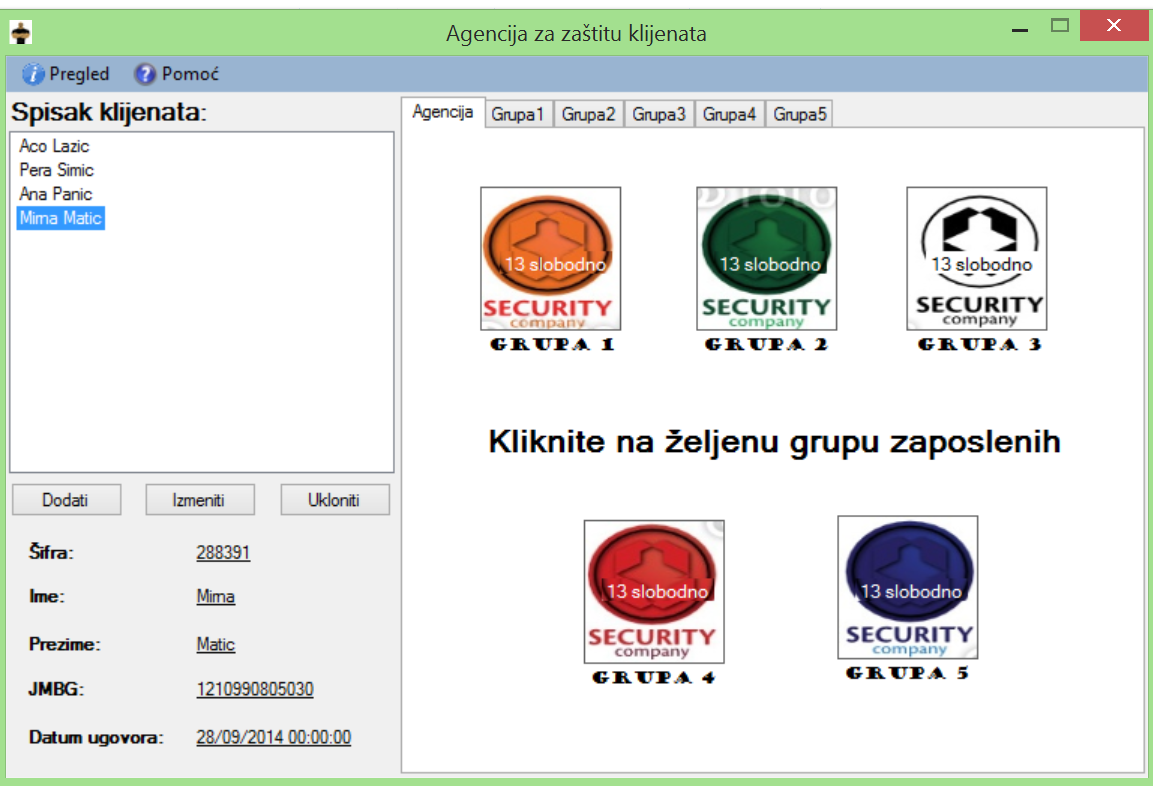 Agencija za zaštitu klijenata
Pregled Pomoć
Spisak klijenata:
Aco Lazic
Pera Simic
Ana Panic
Mirna Matic
Dodati Izmeniti Ukloniti
Šifra: 288391
Ime: Mirna
Prezime: Matic
JMBG: 1210990805030
Datum ugovora: 28/09/2014 00:00:00
Agencija Grupa1 Grupa2 Grupa3 Grupa4 Grupa5
13 slobodno
SECURITY
company
GRUPA 1
13 slobodno
SECURITY
company
GRUPA 2
13 slobodno
SECURITY
company
GRUPA 3
Kliknite na željenu grupu zaposlenih
13 slobodno
SECURITY
company
GRUPA 4
13 slobodno
SECURITY
company
GRUPA 5